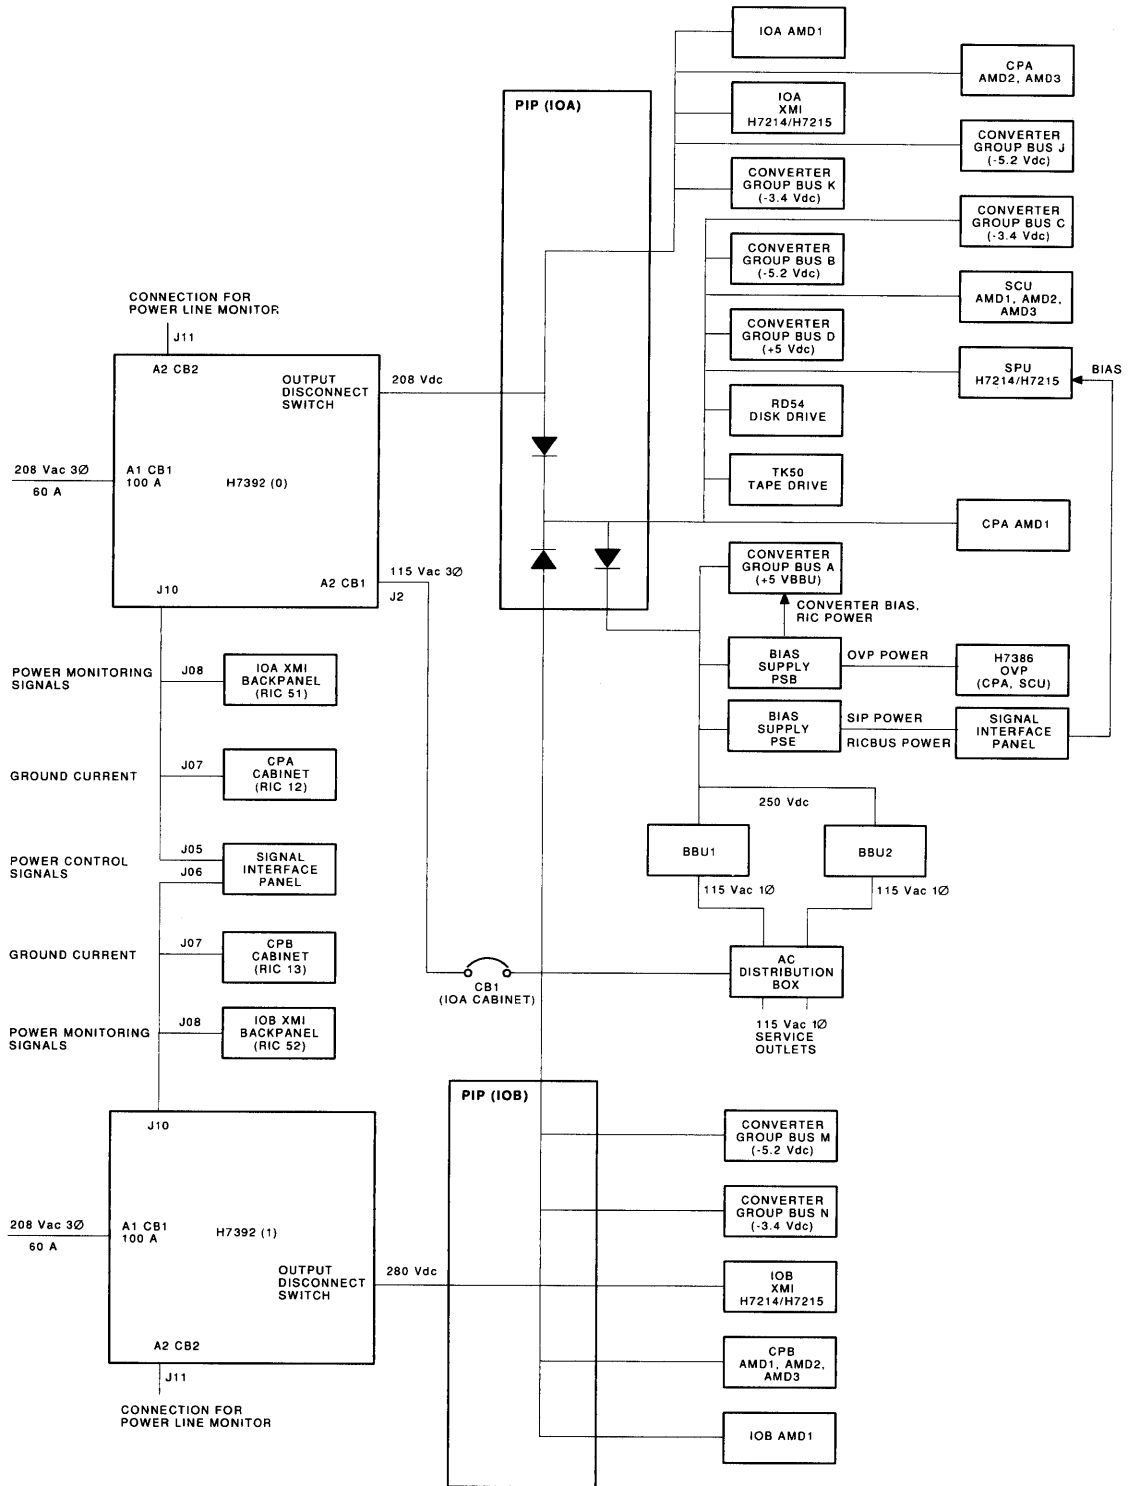 IOA AMD1
CPA
AMD2, AMD3
PIP (IOA)
IOA
XMI
H7214/H7215
CONVERTER
GROUP BUS J
(-5.2 Vdc)
CONVERTER
GROUP BUS K
(-3.4 Vdc)
CONVERTER
GROUP BUS C
(-3.4 Vdc)
CONVERTER
GROUP BUS B
(-5.2 Vdc)
SCU
AMD1, AMD2,
AMD3
CONNECTION FOR
POWER LINE MONITOR
J11
CONVERTER
GROUP BUS D
(+5 Vdc)
A2 CB2
OUTPUT
DISCONNECT
SWITCH
208 Vdc
SPU
H7214/H7215
BIAS
RD54
DISK DRIVE
208 Vac 3Ø
60 A
A1 CB1
100 A
H7392 (0)
TK50
TAPE DRIVE
CPA AMD1
115 Vac 3Ø
A2 CB1
J2
J10
CONVERTER
GROUP BUS A
(+5 VBBU)
CONVERTER BIAS,
RIC POWER
POWER MONITORING
SIGNALS
J08
IOA XMI
BACKPANEL
(RIC 51)
BIAS
SUPPLY
PSB
OVP POWER
H7386
OVP
(CPA, SCU)
BIAS
SUPPLY
PSE
SIP POWER
RICBUS POWER
SIGNAL
INTERFACE
PANEL
GROUND CURRENT
J07
CPA
CABINET
(RIC 12)
250 Vdc
POWER CONTROL
SIGNALS
J05
J06
SIGNAL
INTERFACE
PANEL
BBU1
BBU2
115 Vac 1Ø
115 Vac 1Ø
GROUND CURRENT
J07
CPB
CABINET
(RIC 13)
CB1
(IOA CABINET)
AC
DISTRIBUTION
BOX
POWER MONITORING
SIGNALS
J08
IOB XMI
BACKPANEL
(RIC 52)
115 Vac 1Ø
SERVICE
OUTLETS
PIP (IOB)
J10
CONVERTER
GROUP BUS M
(-5.2 Vdc)
208 Vac 3Ø
60 A
A1 CB1
100 A
H7392 (1)
CONVERTER
GROUP BUS N
(-3.4 Vdc)
OUTPUT
DISCONNECT
SWITCH
280 Vdc
IOB
XMI
H7214/H7215
A2 CB2
J11
CPB
AMD1, AMD2,
AMD3
CONNECTION FOR
POWER LINE MONITOR
IOB AMD1